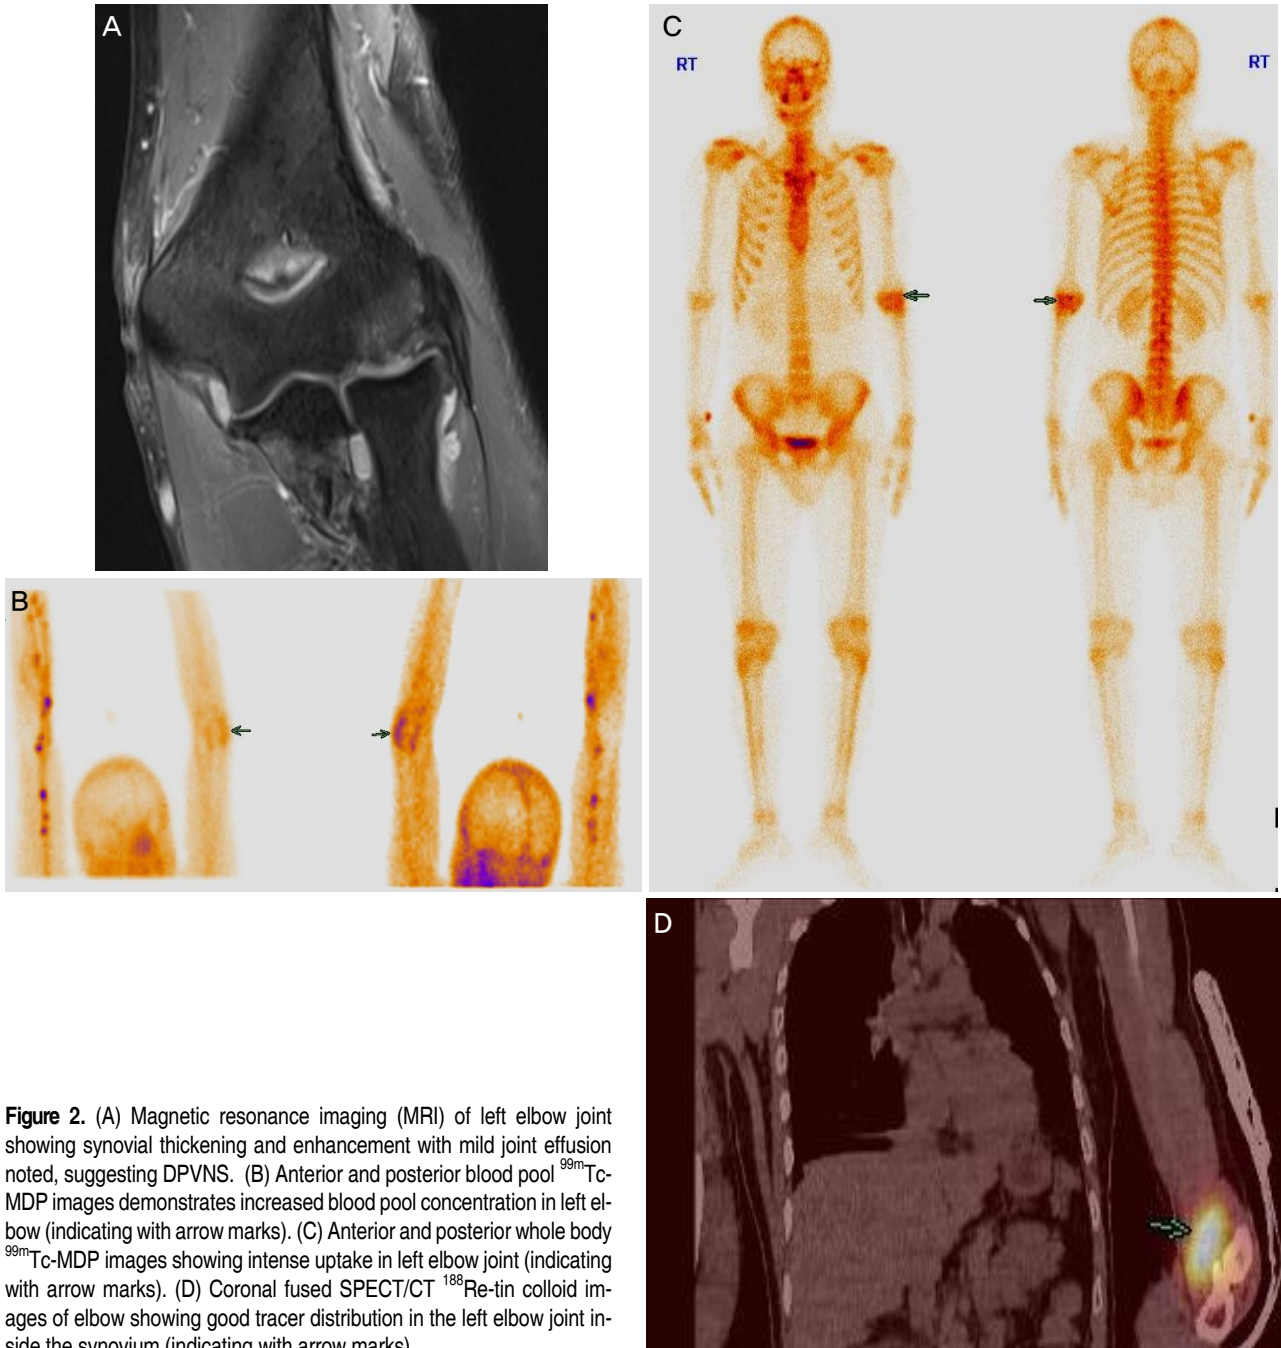 A
C
RT
RT
B
D
Figure 2. (A) Magnetic resonance imaging (MRI) of left elbow joint
showing synovial thickening and enhancement with mild joint effusion
noted, suggesting DPVNS. (B) Anterior and posterior blood pool 99mTc-
MDP images demonstrates increased blood pool concentration in left el-
bow (indicating with arrow marks). (C) Anterior and posterior whole body
99mTc-MDP images showing intense uptake in left elbow joint (indicating
with arrow marks). (D) Coronal fused SPECT/CT 188Re-tin colloid im-
ages of elbow showing good tracer distribution in the left elbow joint in-
side the synovium (indicating with arrow marks)